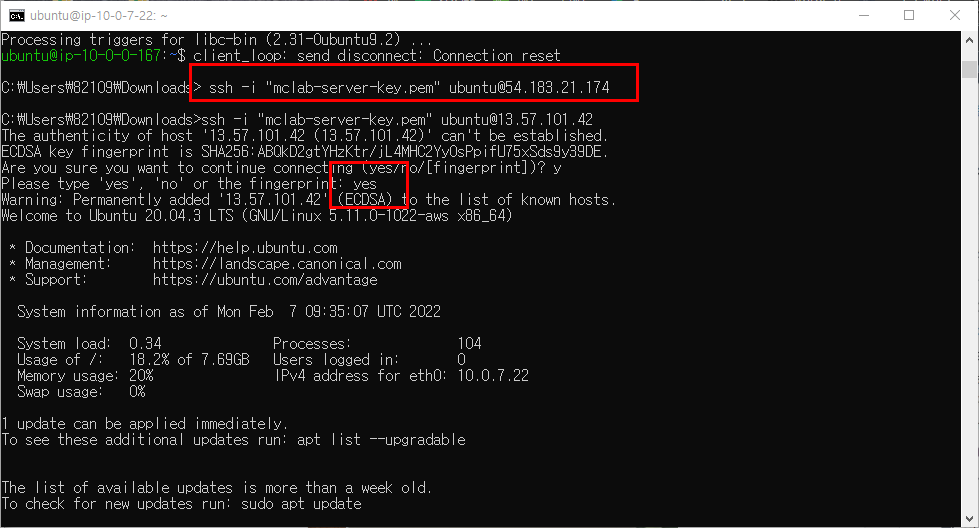 ubuntu@ip-10-0-7-22: ~
Processing triggers for libc-bin (2.31-0ubuntu9.2) ...
ubuntu@ip-10-0-0-167:~$ client_loop: send disconnect: Connection reset
C:₩Users₩82109₩Downloads> ssh -i "mclab-server-key.pem" ubuntu@54.183.21.174
C:₩Users₩82109₩Downloads>ssh -i "mclab-server-key.pem" ubuntu@13.57.101.42
The authenticity of host '13.57.101.42 (13.57.101.42)' can't be established.
ECDSA key fingerprint is SHA256:ABQkD2gtYHzKtr/jL4MHC2YyOsPpifU75xSds9y39DE.
Are you sure you want to continue connecting (yes/no/[fingerprint])? y
Please type 'yes', 'no' or the fingerprint: yes
Warning: Permanently added '13.57.101.42' (ECDSA) to the list of known hosts.
Welcome to Ubuntu 20.04.3 LTS (GNU/Linux 5.11.0-1022-aws x86_64)
* Documentation: https://help.ubuntu.com
* Management: https://landscape.canonical.com
* Support: https://ubuntu.com/advantage
System information as of Mon Feb 7 09:35:07 UTC 2022
System load: 0.34 Processes: 104
Usage of /: 18.2% of 7.69GB Users logged in: 0
Memory usage: 20% IPv4 address for eth0: 10.0.7.22
Swap usage: 0%
1 update can be applied immediately.
To see these additional updates run: apt list --upgradable
The list of available updates is more than a week old.
To check for new updates run: sudo apt update